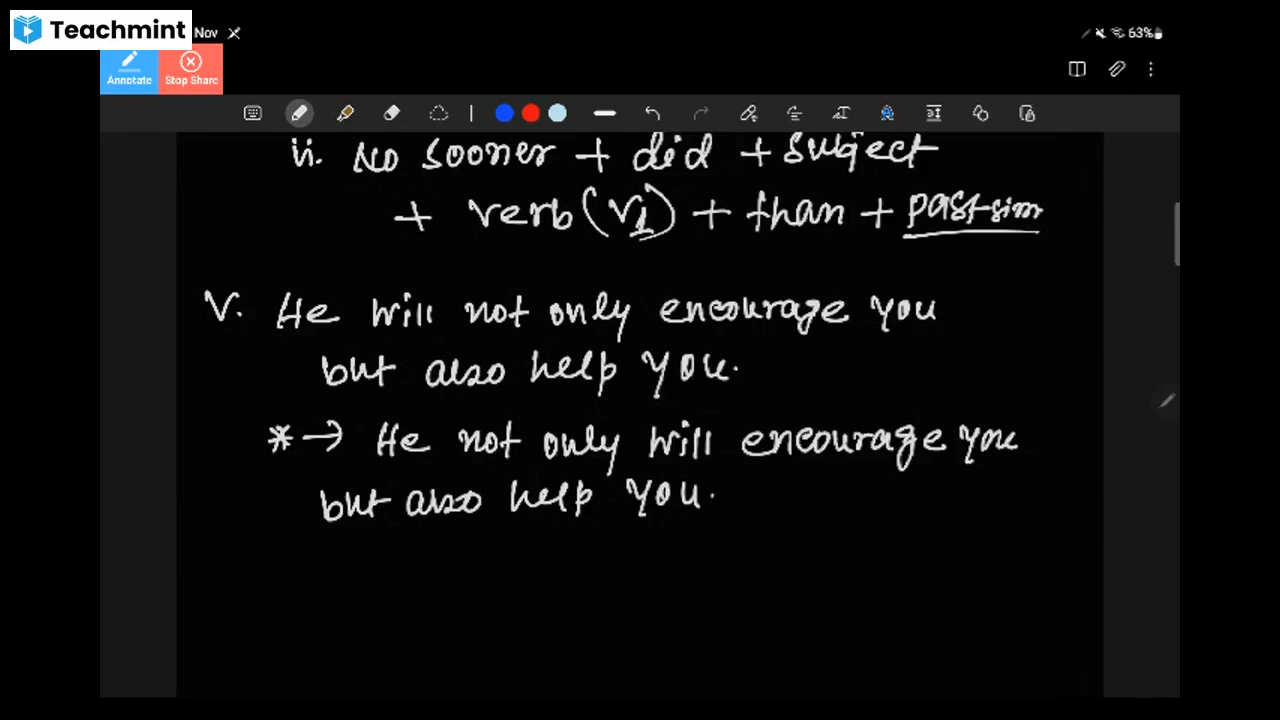 Teachmint
Nov
63%
Annotate
Stop Share
ii. No sooner + did + subject
+ verb (V1) + than + past sim
V. He will not only encourage you
but also help you.
* → He not only will encourage you
but also help you.